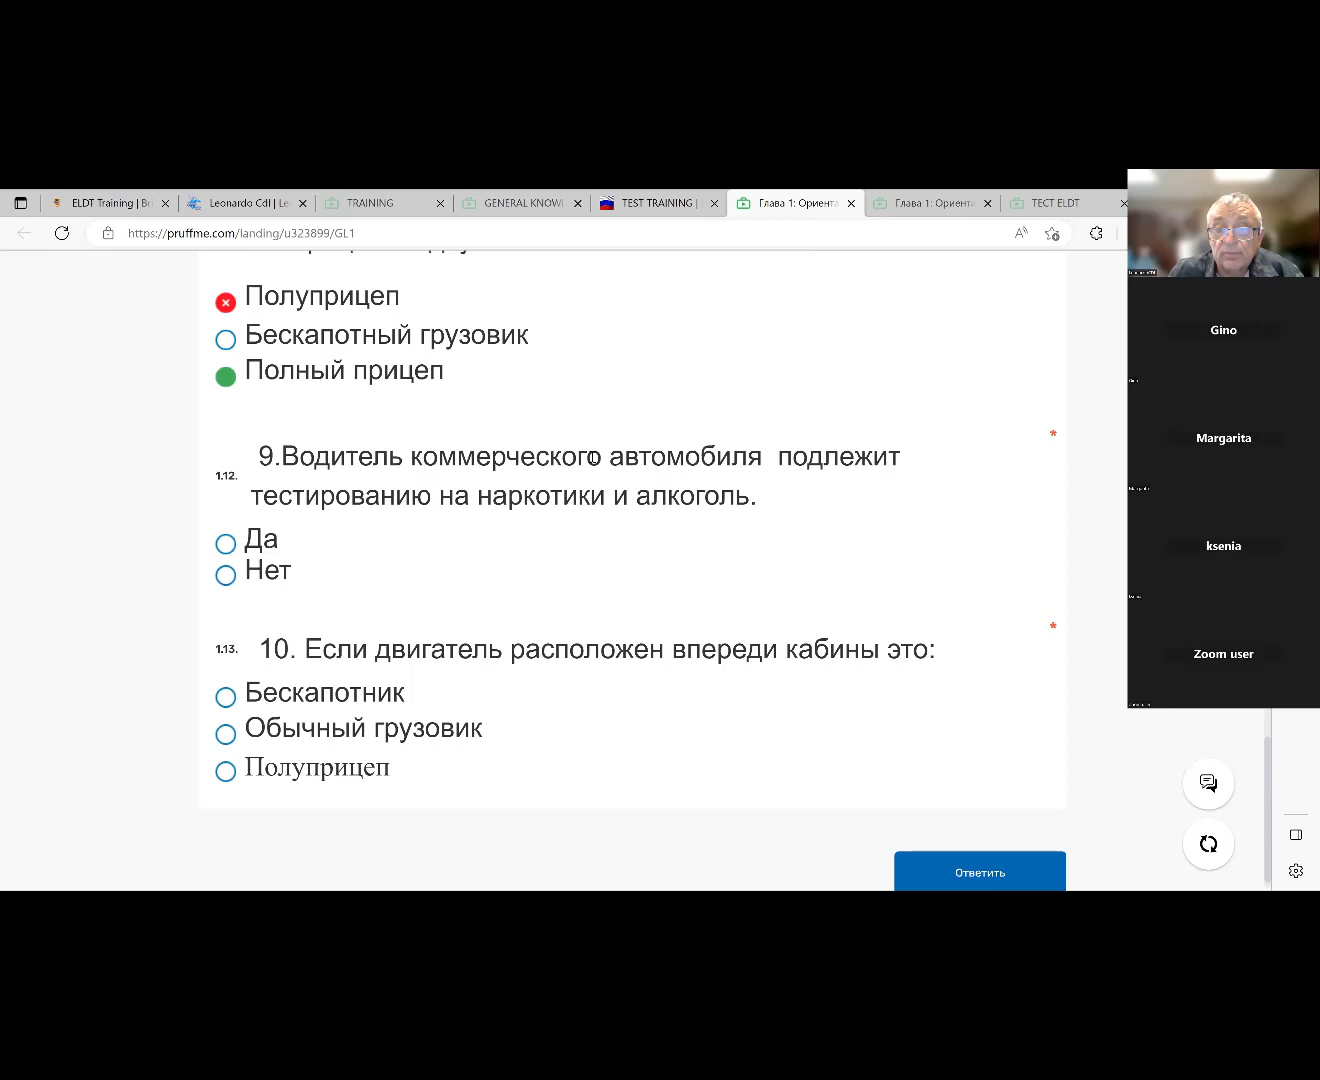 ELDT Training | Bri
Leonardo Cdl | Le
TRAINING
GENERAL KNOWL
TEST TRAINING |
Глава 1: Ориента
Глава 1: Ориента
ТЕСТ ELDT
https://pruffme.com/landing/u323899/GL1
Полуприцеп
Бескапотный грузовик
Полный прицеп
*
1.12.
9.Водитель коммерческого автомобиля подлежит
тестированию на наркотики и алкоголь.
Да
Нет
*
1.13.
10. Если двигатель расположен впереди кабины это:
Бескапотник
Обычный грузовик
Полуприцеп
Ответить
Gino
Margarita
ksenia
Zoom user